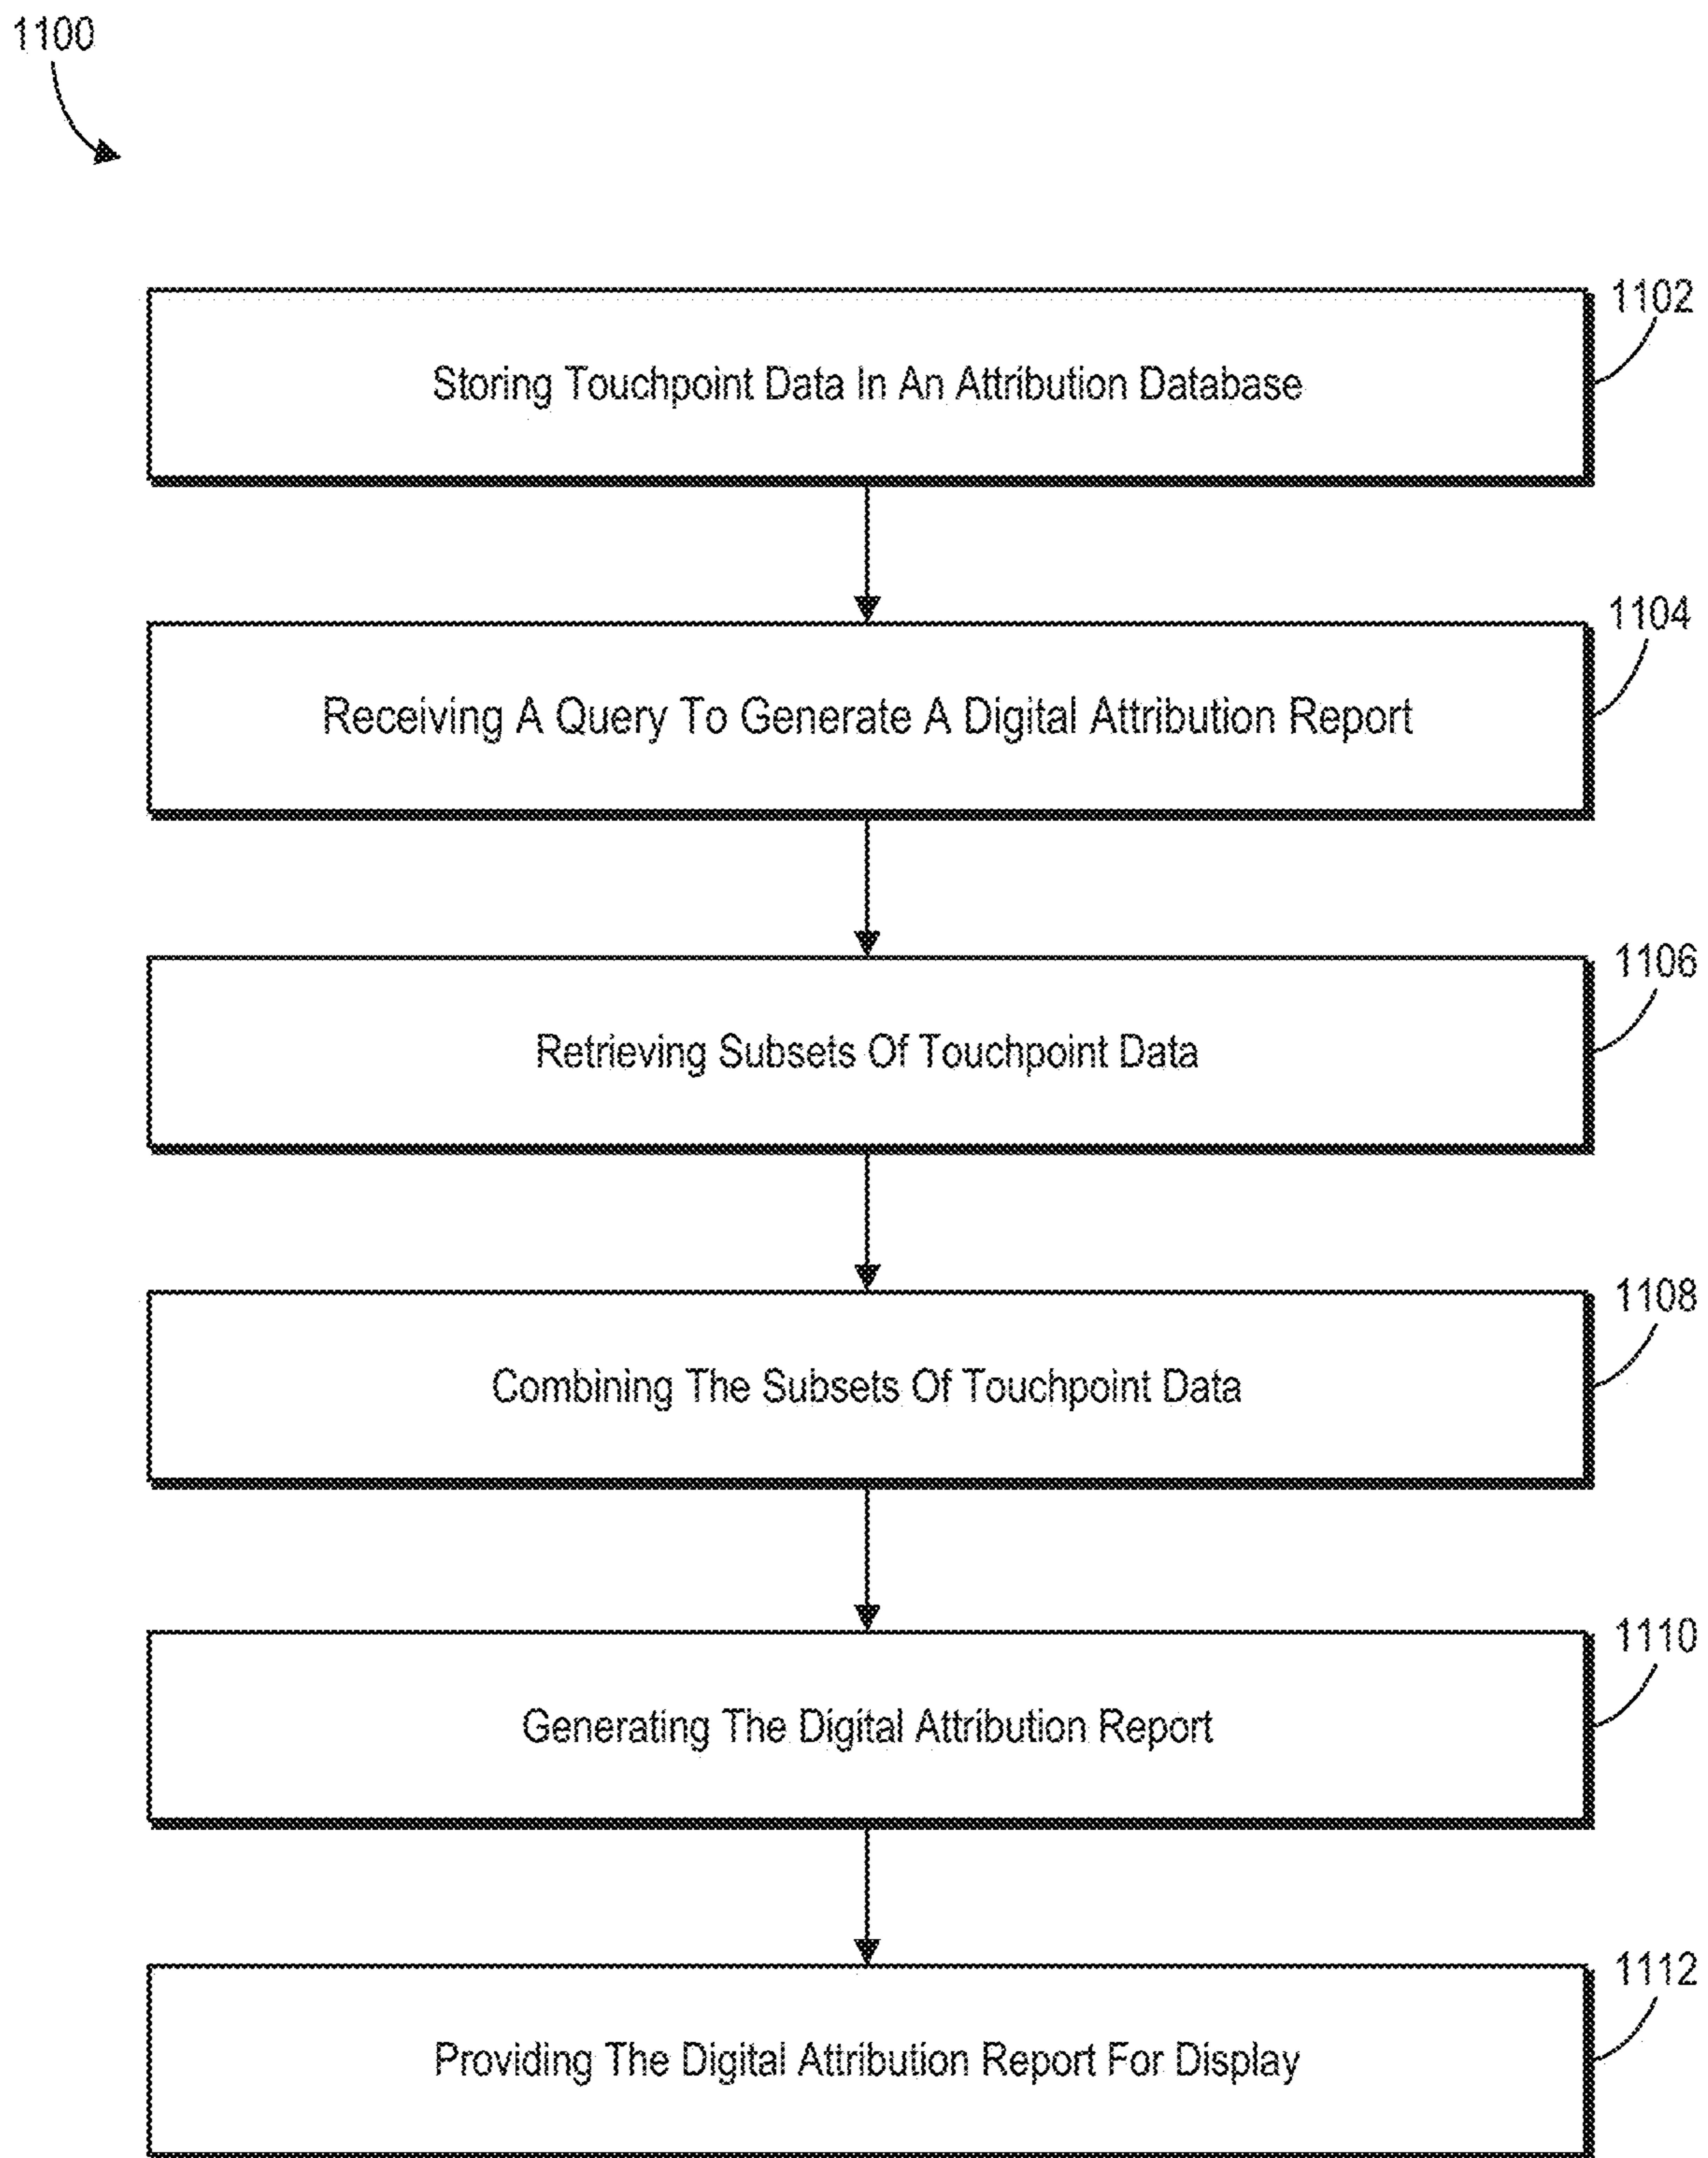 1100
1102
Storing Touchpoint Data In An Attribution Database
1104
Receiving A Query To Generate A Digital Attribution Report
1106
Retrieving Subsets Of Touchpoint Data
1108
Combining The Subsets Of Touchpoint Data
1110
Generating The Digital Attribution Report
1112
Providing The Digital Attribution Report For Display